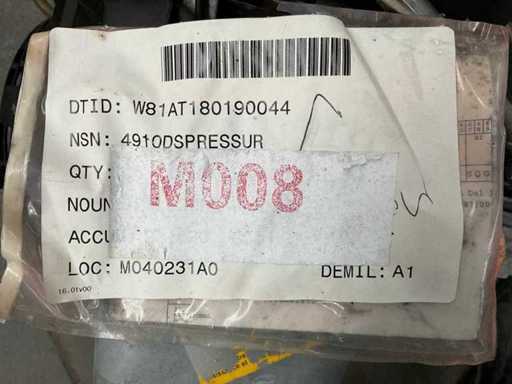 DTID: W81AT180190044
NSN: 4910DSPRESSUR
QTY:
M008
NOUN
ACCU
LOC: M040231A0 DEMIL: A1
16.01v00